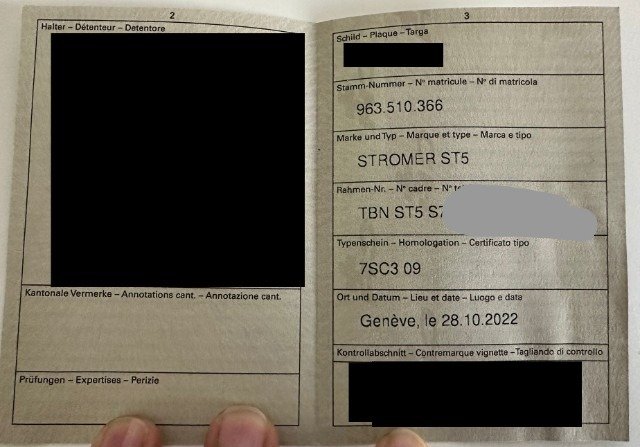 2
Halter – Détenteur – Detentore
Kantonale Vermerke – Annotations cant. – Annotazione cant.
Prüfungen – Expertises – Perizie
3
Schild – Plaque – Targa
Stamm-Nummer – N° matricule – N° di matricola
963.510.366
Marke und Typ – Marque et type – Marca e tipo
STROMER ST5
Rahmen-Nr. – N° cadre – N°
TBN ST5
Typenschein – Homologation – Certificato tipo
7SC3 09
Ort und Datum – Lieu et date – Luogo e data
Genève, le 28.10.2022
Kontrollabschnitt – Contremarque vignette – Tagliando di controllo